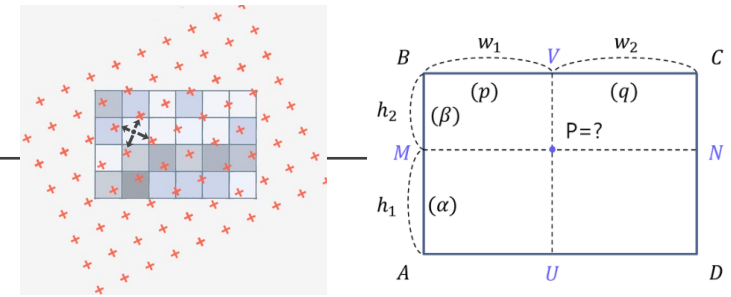 w₁ w₂
B V C
(p) (q)
h₂ (β)
P=?
M N
h₁ (α)
A U D